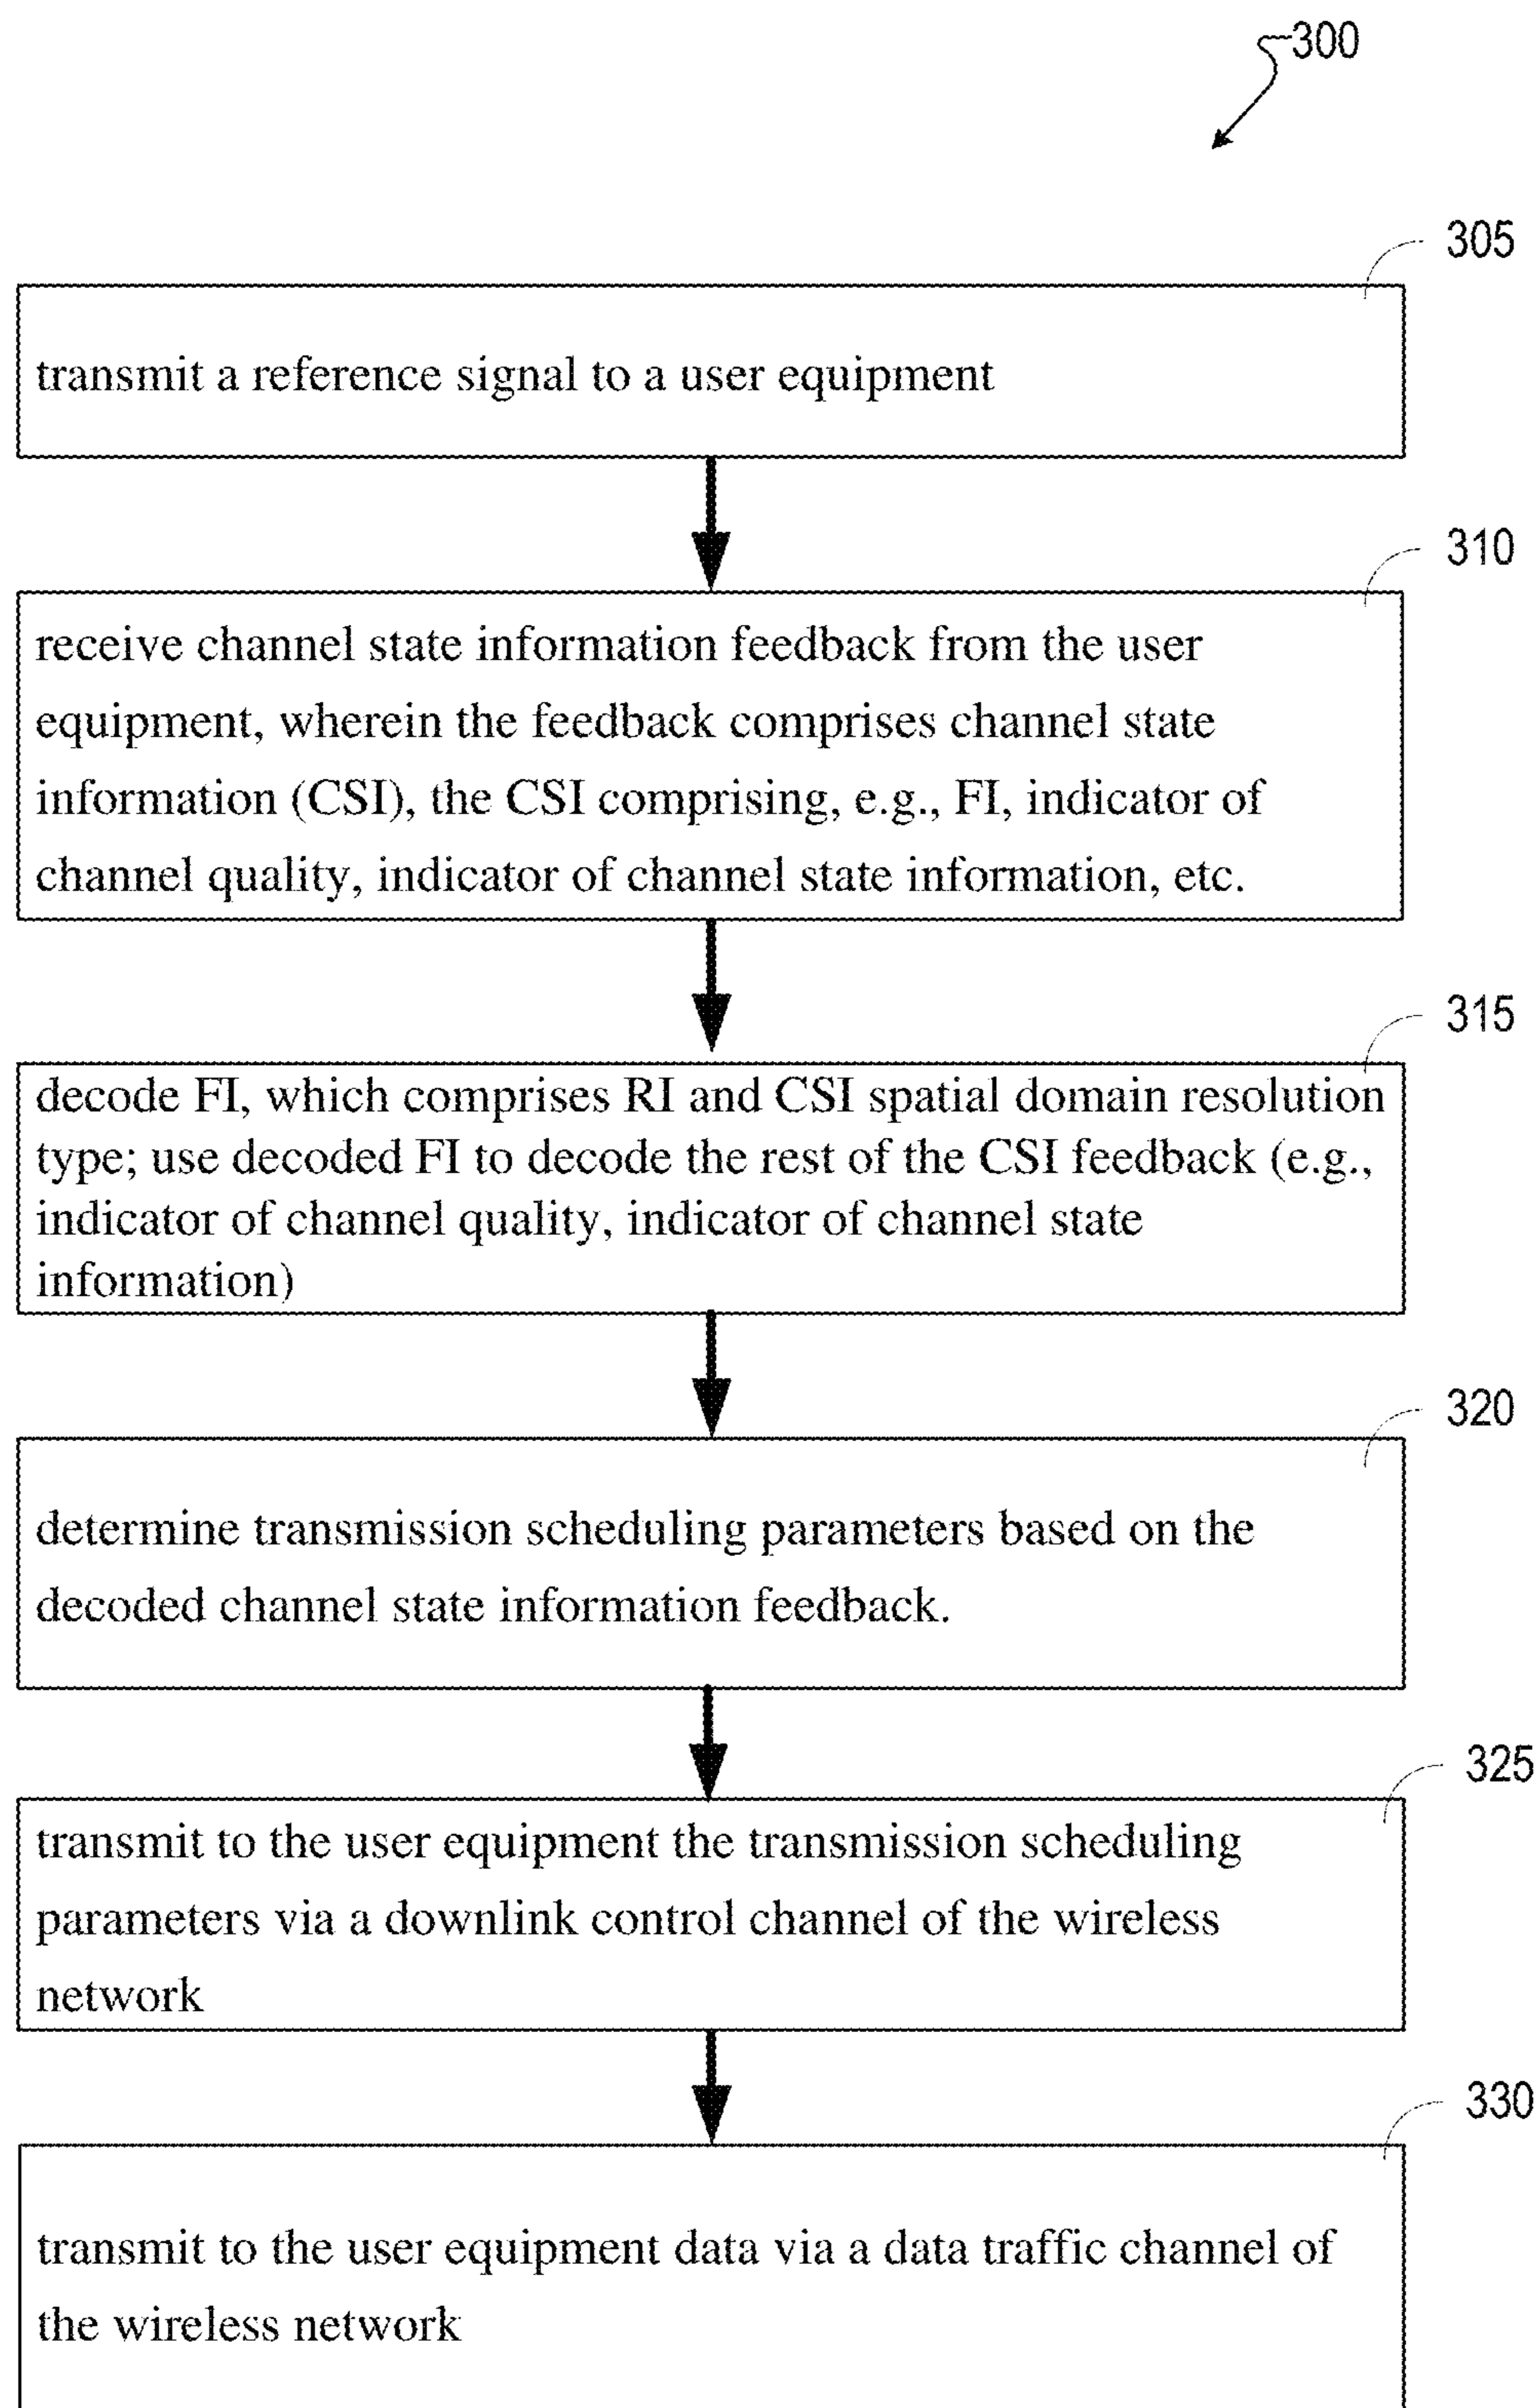 300
305
transmit a reference signal to a user equipment
310
receive channel state information feedback from the user
equipment, wherein the feedback comprises channel state
information (CSI), the CSI comprising, e.g., FI, indicator of
channel quality, indicator of channel state information, etc.
315
decode FI, which comprises RI and CSI spatial domain resolution
type; use decoded FI to decode the rest of the CSI feedback (e.g.,
indicator of channel quality, indicator of channel state
information)
320
determine transmission scheduling parameters based on the
decoded channel state information feedback.
325
transmit to the user equipment the transmission scheduling
parameters via a downlink control channel of the wireless
network
330
transmit to the user equipment data via a data traffic channel of
the wireless network